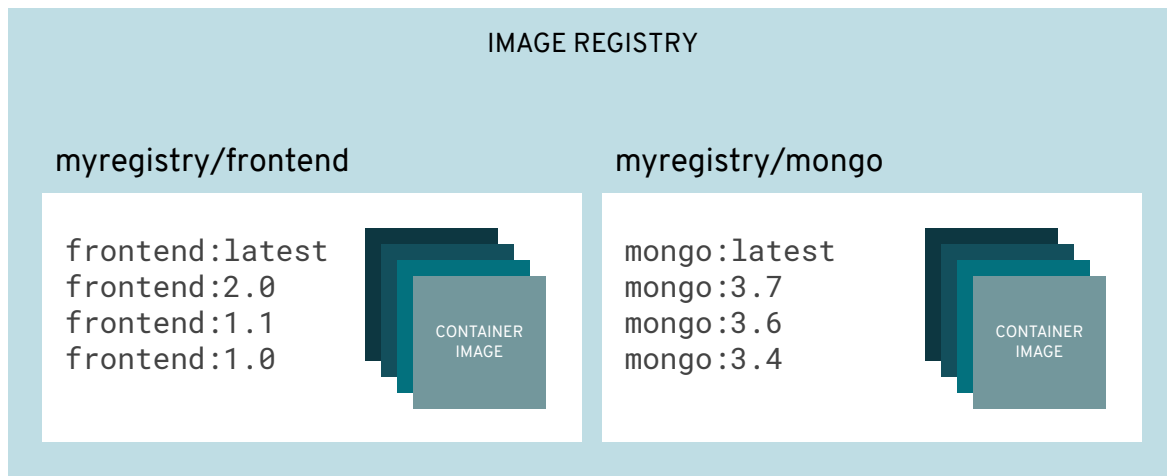 IMAGE REGISTRY
myregistry/frontend
frontend:latest
frontend:2.0
frontend:1.1
frontend:1.0
CONTAINER
IMAGE
myregistry/mongo
mongo:latest
mongo:3.7
mongo:3.6
mongo:3.4
CONTAINER
IMAGE